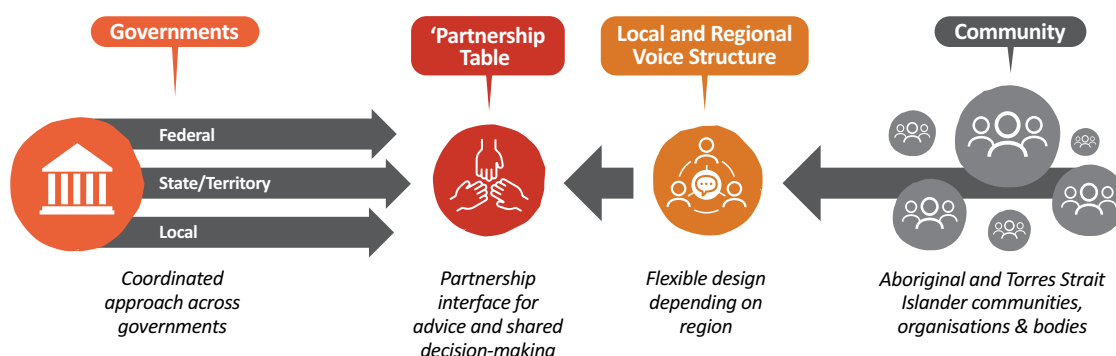 Governments
Federal
State/Territory
Local
Coordinated
approach across
governments
‘Partnership
Table
Partnership
interface for
advice and shared
decision-making
Local and Regional
Voice Structure
Flexible design
depending on
region
Community
Aboriginal and Torres Strait
Islander communities,
organisations & bodies